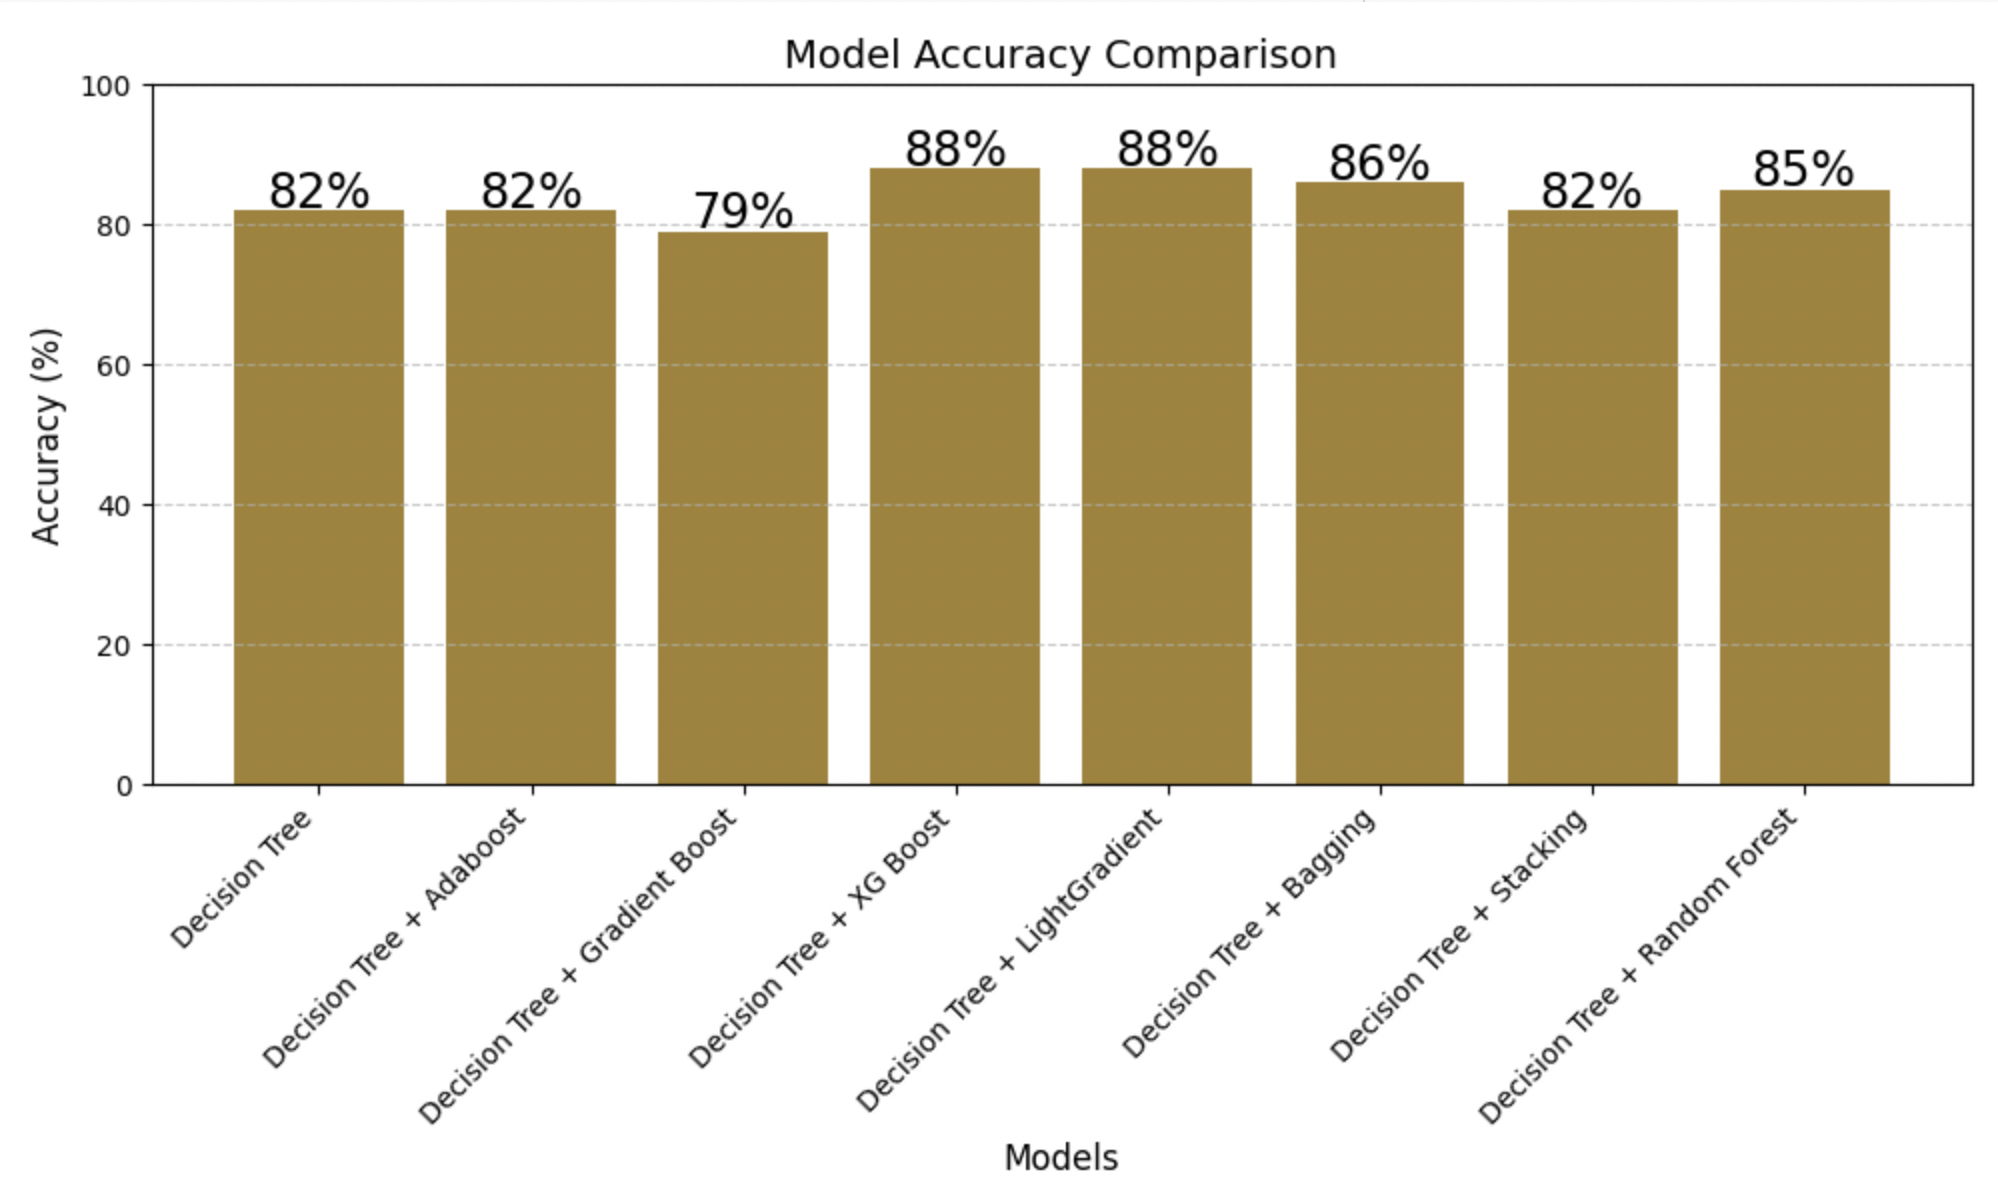 Model Accuracy Comparison
100
80
60
40
20
0
Accuracy (%)
82%
82%
79%
88%
88%
86%
82%
85%
Decision Tree
Decision Tree + Adaboost
Decision Tree + Gradient Boost
Decision Tree + XG Boost
Decision Tree + LightGradient
Decision Tree + Bagging
Decision Tree + Stacking
Decision Tree + Random Forest
Models